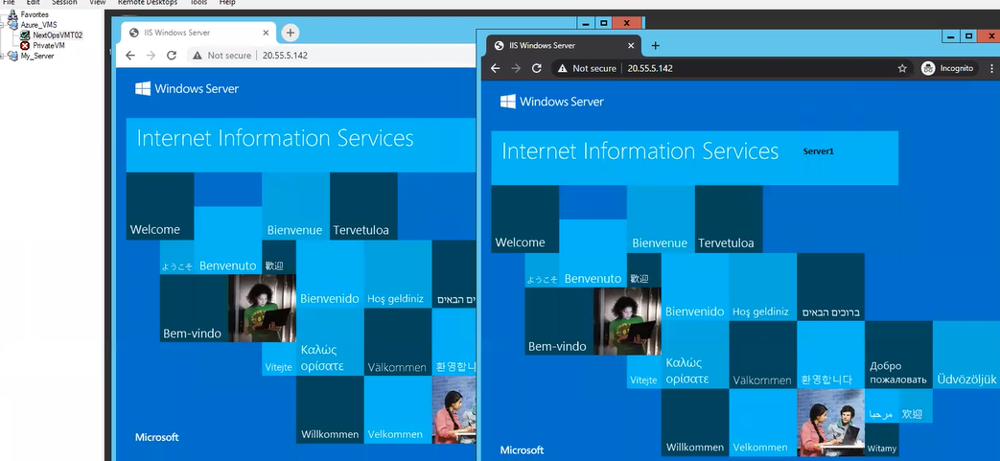 File Edit Session View Remote Desktops Tools Help
Favorites
Azure_VMS
NextOpsVMT02
PrivateVM
My_Server
IIS Windows Server
Not secure 20.55.5.142
Windows Server
Internet Information Services
Welcome
Bienvenue
Tervetuloa
ようこそ
Benvenuto
歡迎
Bienvenido
Hoş geldiniz
ים הבאים
Bem-vindo
Καλώς
ορίσατε
Vítejte
Välkommen
환영합니
Willkommen
Velkommen
Microsoft
IIS Windows Server
Not secure 20.55.5.142 Incognito
Windows Server
Internet Information Services Server1
Welcome
Bienvenue
Tervetuloa
ようこそ
Benvenuto
歡迎
Bienvenido
Hoş geldiniz
ברוכים הבאים
Bem-vindo
Καλώς
ορίσατε
Vítejte
Välkommen
환영합니다
Добро
пожаловать
Üdvözöljük
Willkommen
Velkommen
مرحبا
欢迎
Witamy
Microsoft